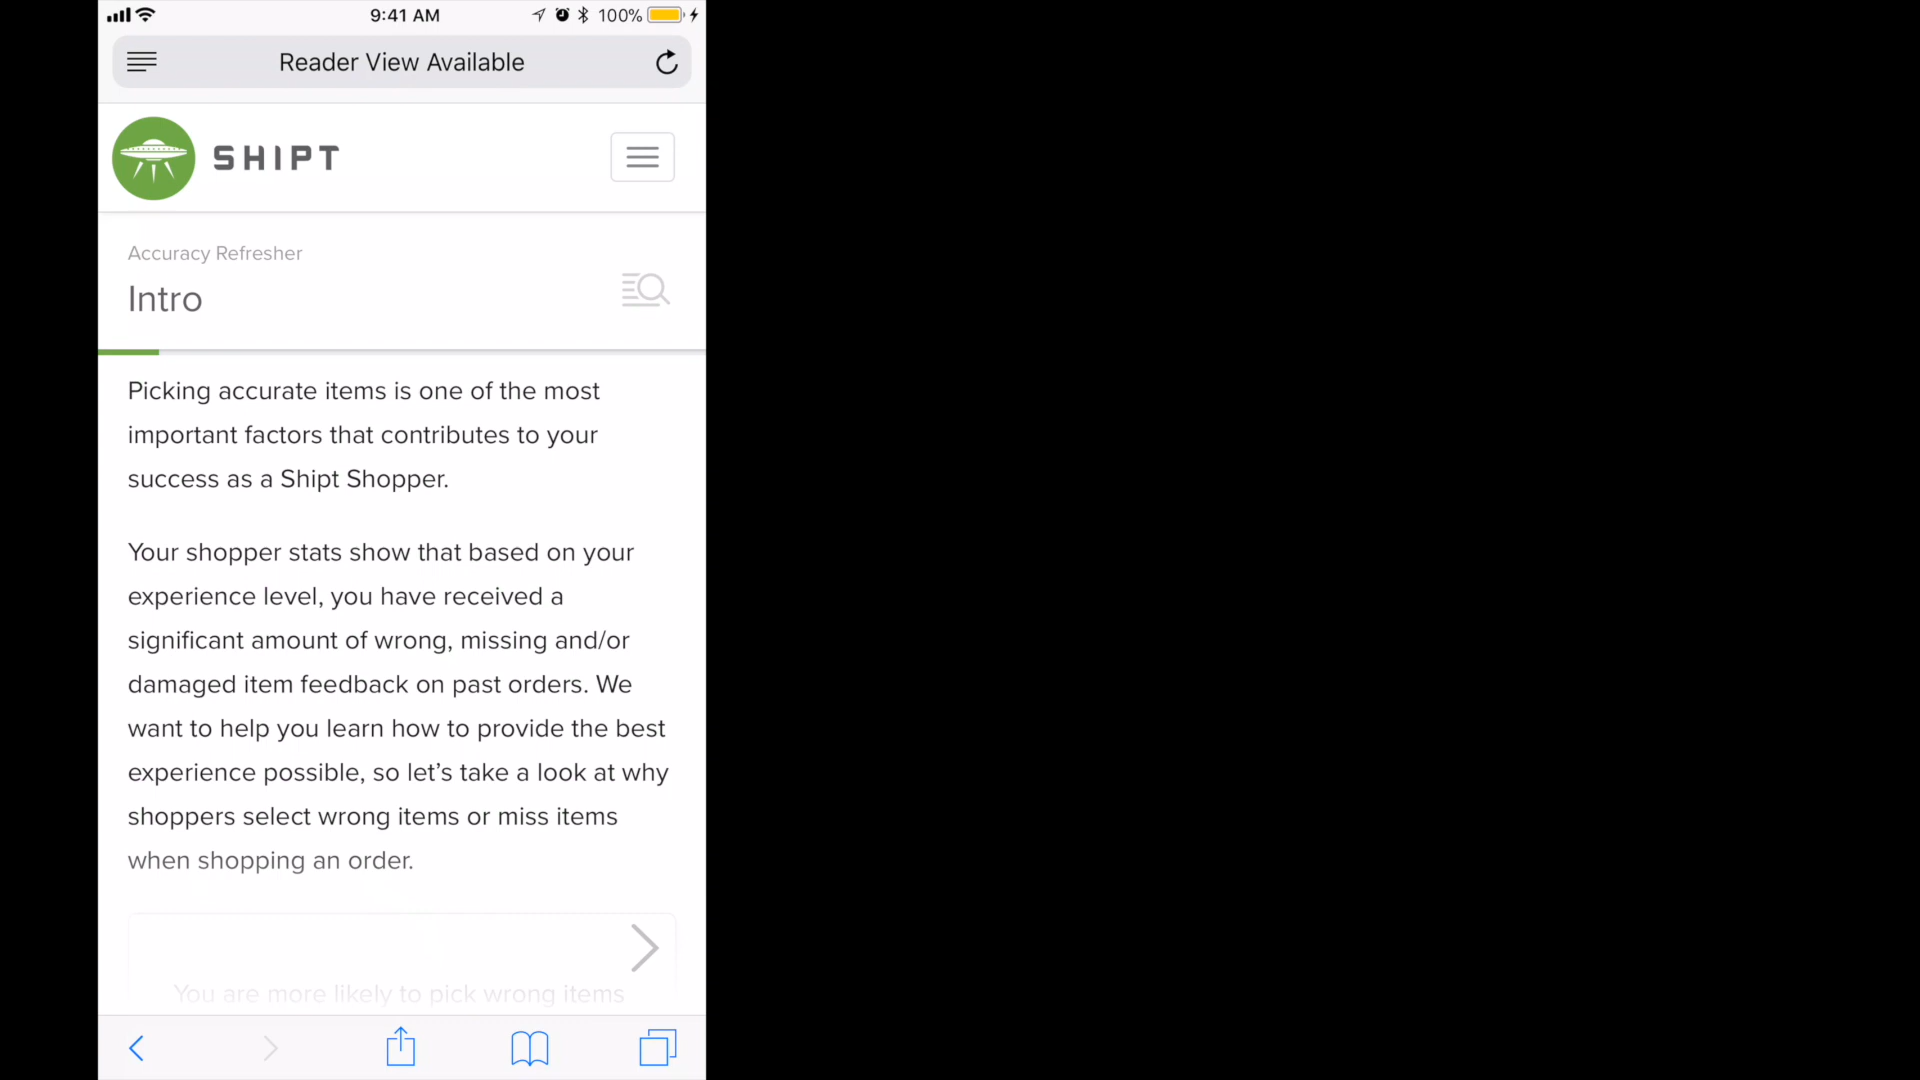 9:41 AM
100%
Reader View Available
SHIPT
Accuracy Refresher
Intro
Picking accurate items is one of the most
important factors that contributes to your
success as a Shipt Shopper.
Your shopper stats show that based on your
experience level, you have received a
significant amount of wrong, missing and/or
damaged item feedback on past orders. We
want to help you learn how to provide the best
experience possible, so let’s take a look at why
shoppers select wrong items or miss items
when shopping an order.
You are more likely to pick wrong items